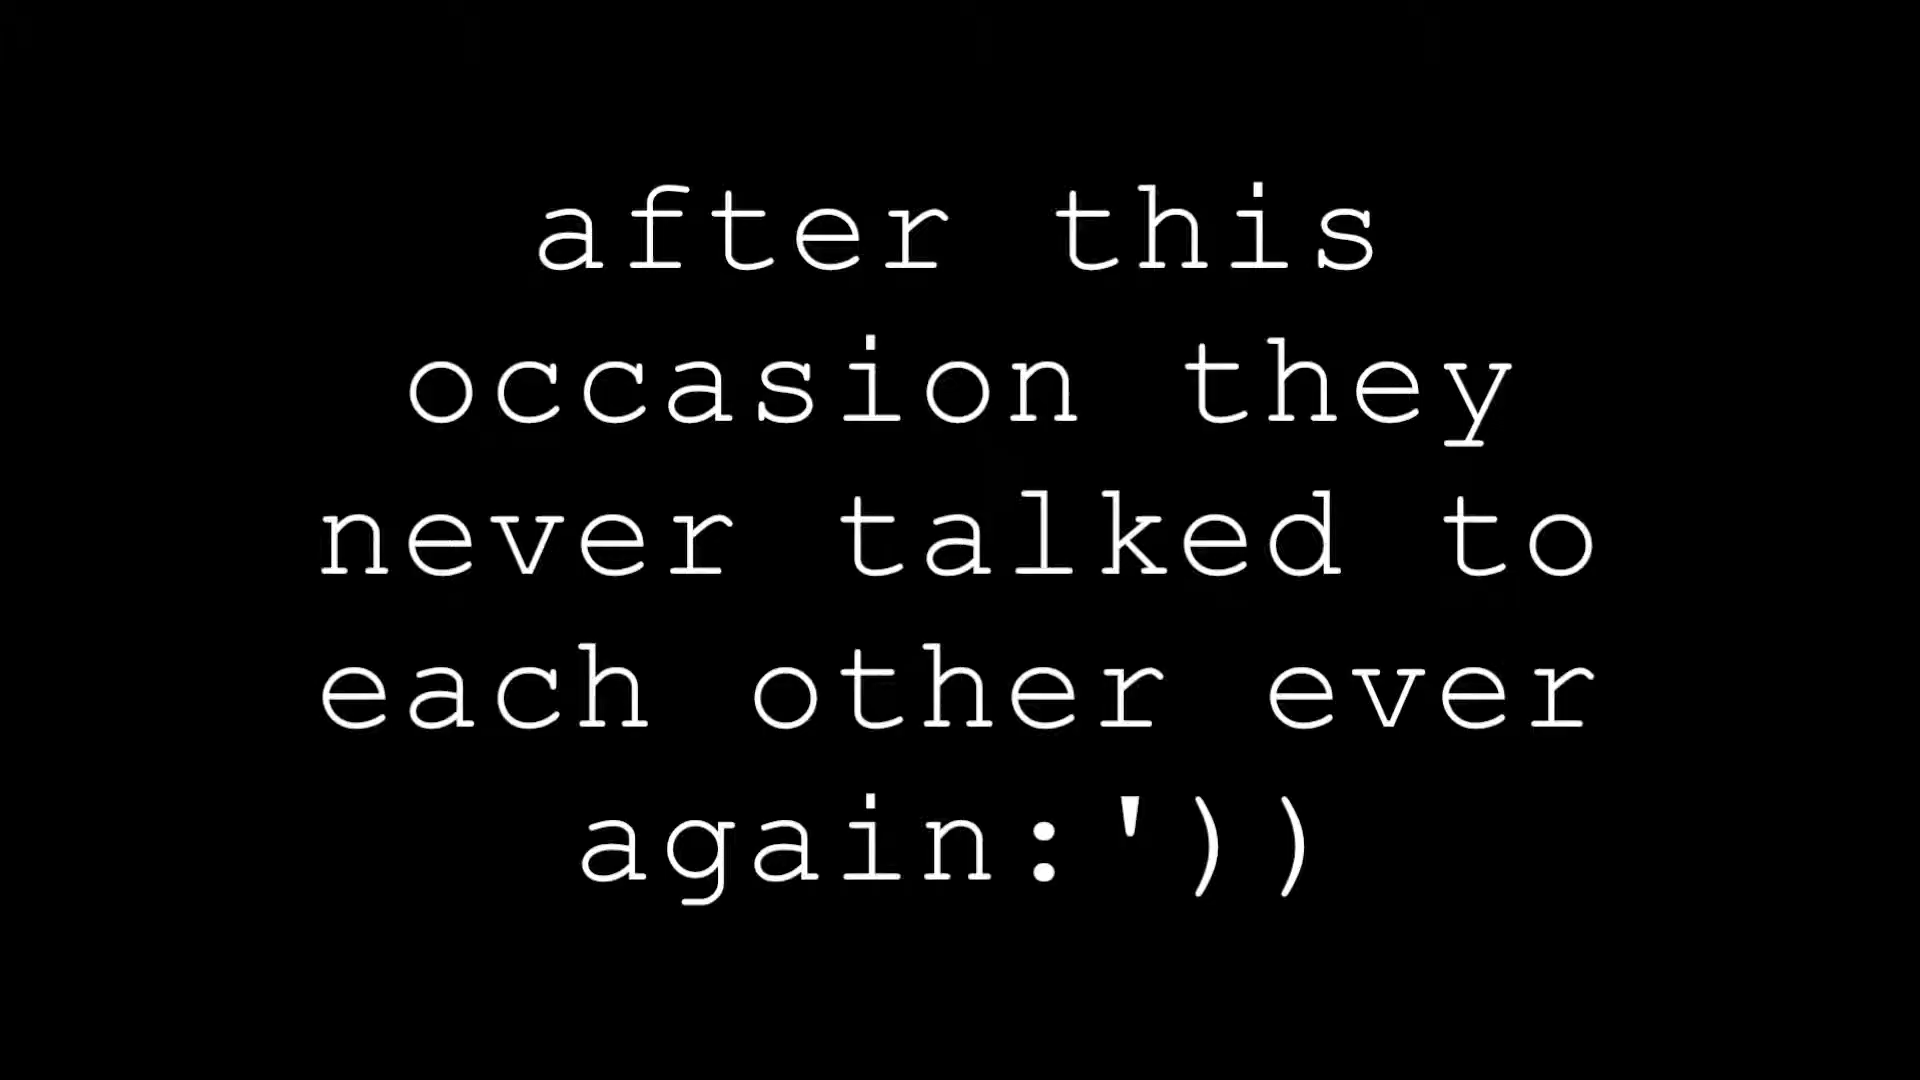 after this
occasion they
never talked to
each other ever
again:'))